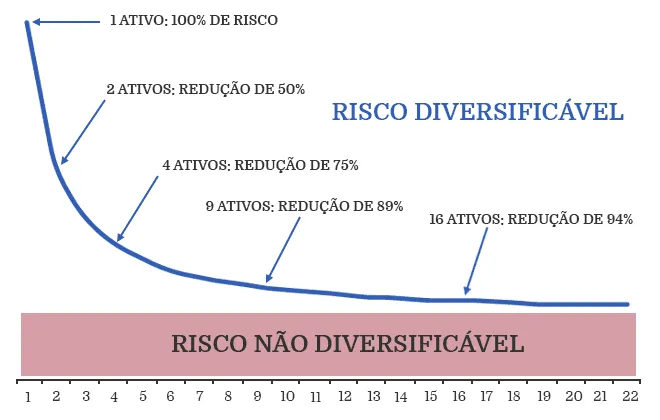 1 ATIVO: 100% DE RISCO
2 ATIVOS: REDUÇÃO DE 50%
RISCO DIVERSIFICÁVEL
4 ATIVOS: REDUÇÃO DE 75%
9 ATIVOS: REDUÇÃO DE 89%
16 ATIVOS: REDUÇÃO DE 94%
RISCO NÃO DIVERSIFICÁVEL
1 2 3 4 5 6 7 8 9 10 11 12 13 14 15 16 17 18 19 20 21 22